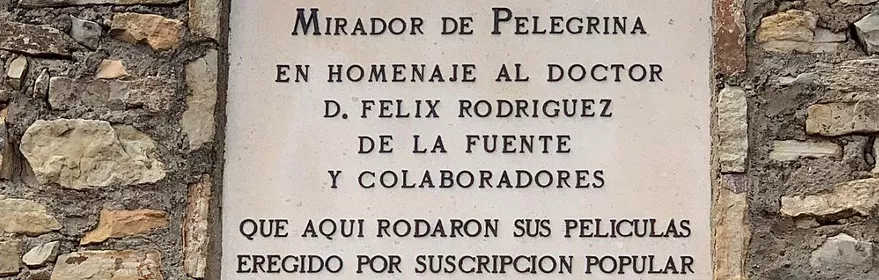 MIRADOR DE PELEGRINA
EN HOMENAJE AL DOCTOR
D. FELIX RODRIGUEZ
DE LA FUENTE
Y COLABORADORES
QUE AQUI RODARON SUS PELICULAS
EREGIDO POR SUSCRIPCION POPULAR